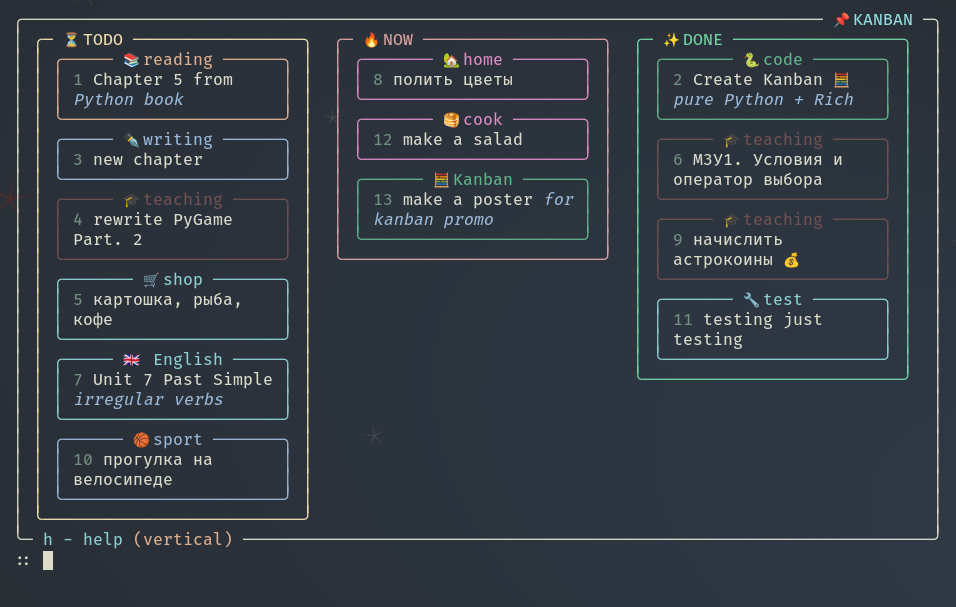 📌 KANBAN
⏳ TODO
📚 reading
1 Chapter 5 from
Python book
✒️ writing
3 new chapter
🎓 teaching
4 rewrite PyGame
Part. 2
🛒 shop
5 картошка, рыба,
кофе
🇬🇧 English
7 Unit 7 Past Simple
irregular verbs
🏀 sport
10 прогулка на
велосипеде
🔥 NOW
🏡 home
8 полить цветы
🥞 cook
12 make a salad
🧮 Kanban
13 make a poster for
kanban promo
✨ DONE
🐍 code
2 Create Kanban 🧮
pure Python + Rich
🎓 teaching
6 МЗУ1. Условия и
оператор выбора
🎓 teaching
9 начислить
астрокоины 💰
🔧 test
11 testing just
testing
h - help (vertical)
::